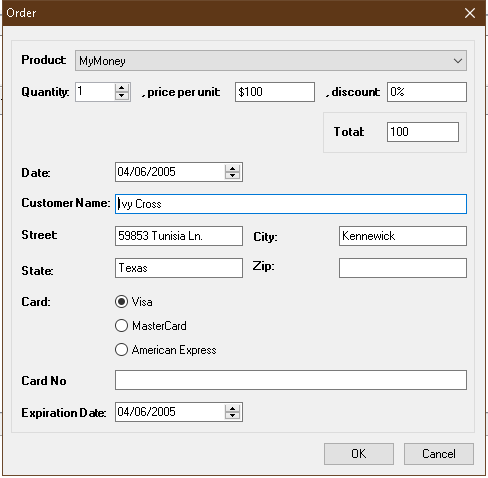 Order
Product: MyMoney
Quantity: 1 , price per unit: $100 , discount: 0%
Total: 100
Date: 04/06/2005
Customer Name: Ivy Cross
Street: 59853 Tunisia Ln. City: Kennewick
State: Texas Zip:
Card: Visa
MasterCard
American Express
Card No
Expiration Date: 04/06/2005
OK Cancel